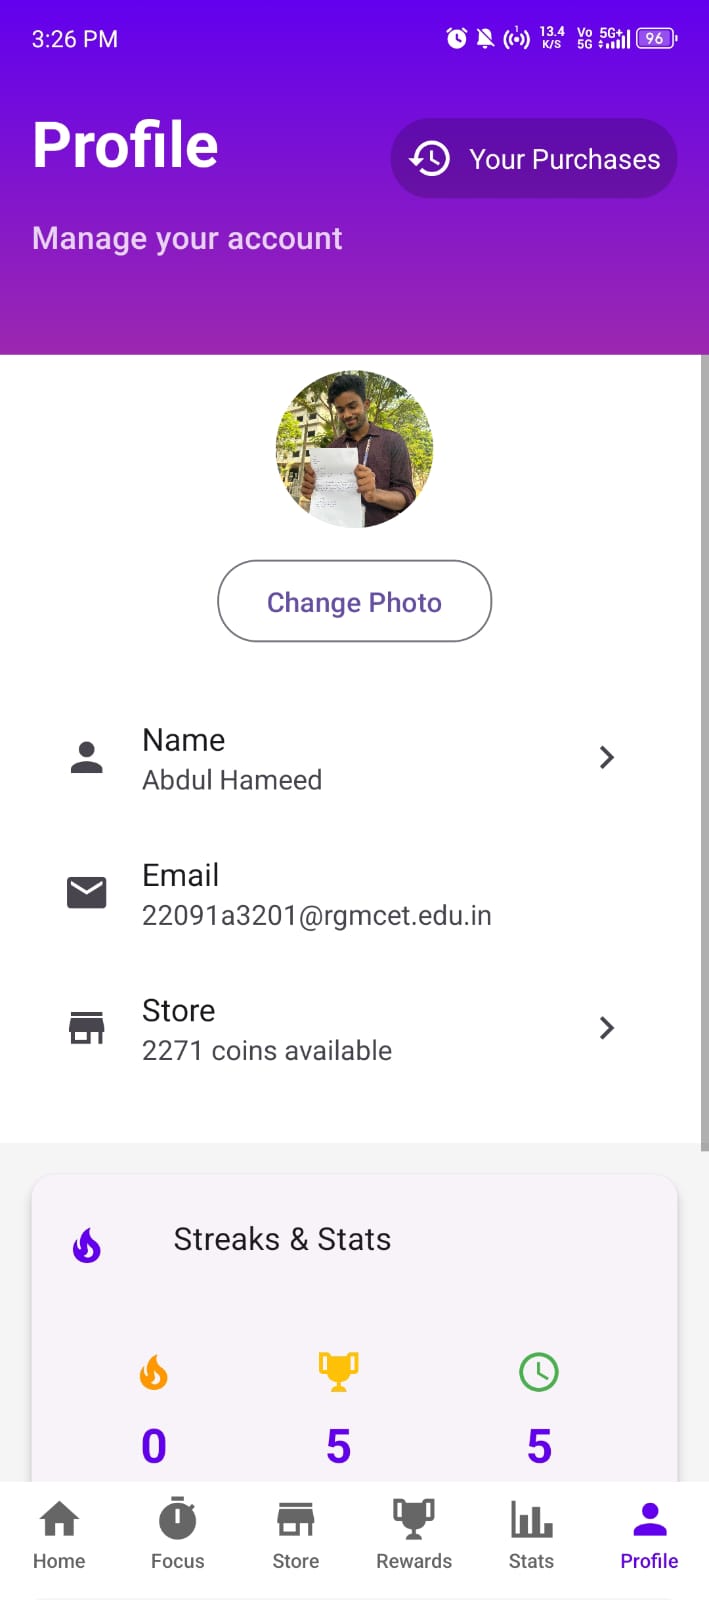 3:26 PM
1
13.4
K/S
Vo
5G
5G+
96
Profile
Your Purchases
Manage your account
Change Photo
Name
Abdul Hameed
Email
22091a3201@rgmcet.edu.in
Store
2271 coins available
Streaks & Stats
0
5
5
Home
Focus
Store
Rewards
Stats
Profile